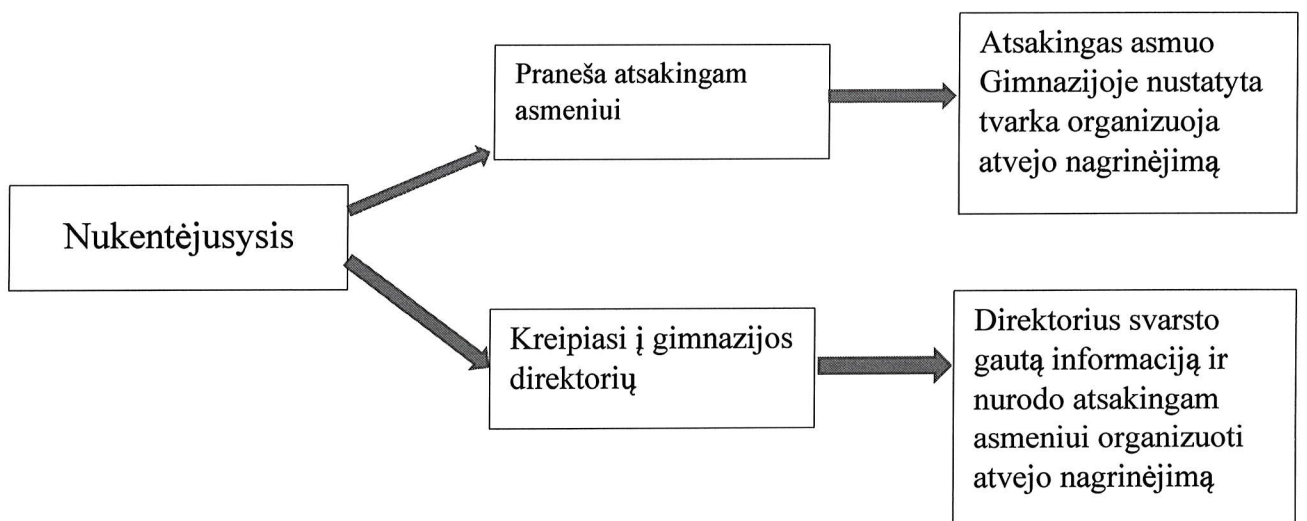 Nukentėjusysis
Praneša atsakingam
asmeniui
Atsakingas asmuo
Gimnazijoje nustatyta
tvarka organizuoja
atvejo nagrinėjimą
Kreipiasi į gimnazijos
direktorių
Direktorius svarsto
gautą informaciją ir
nurodo atsakingam
asmeniui organizuoti
atvejo nagrinėjimą